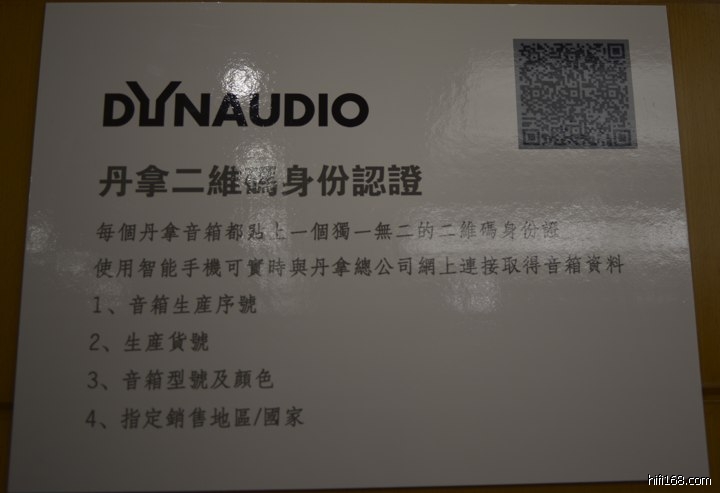 DYNAUDIO
丹拿二維碼身份認證
每個丹拿音箱都點上一個獨一無二的二維碼身份證
使用智能手機可實時與丹拿總公司網上連接取得音箱資料
1、音箱生產序號
2、生產貨號
3、音箱型號及顏色
4、指定銷售地區/國家
hifi168.com